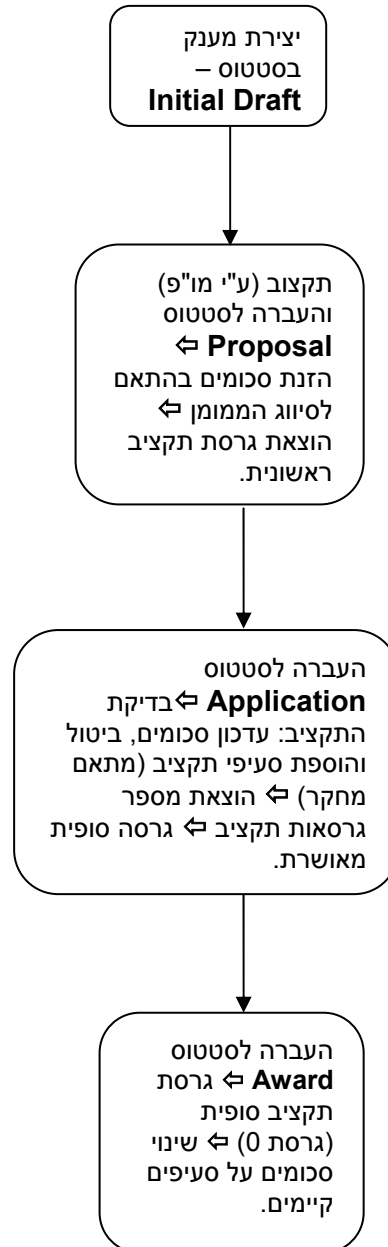 יצירת מענק
בסטטוס –
Initial Draft
תקצוב (ע"י מו"פ)
והעברה לסטטוס
Proposal ⇦
הזנת סכומים בהתאם
לסיווג הממומן ⇦
הוצאת גרסת תקציב
ראשונית.
העברה לסטטוס
Application ⇦בדיקת
התקציב: עדכון סכומים, ביטול
והוספת סעיפי תקציב (מתאם
מחקר) ⇦ הוצאת מספר
גרסאות תקציב ⇦ גרסה סופית
מאושרת.
העברה לסטטוס
Award ⇦ גרסת
תקציב סופית
(גרסת 0) ⇦ שינוי
סכומים על סעיפים
קיימים.